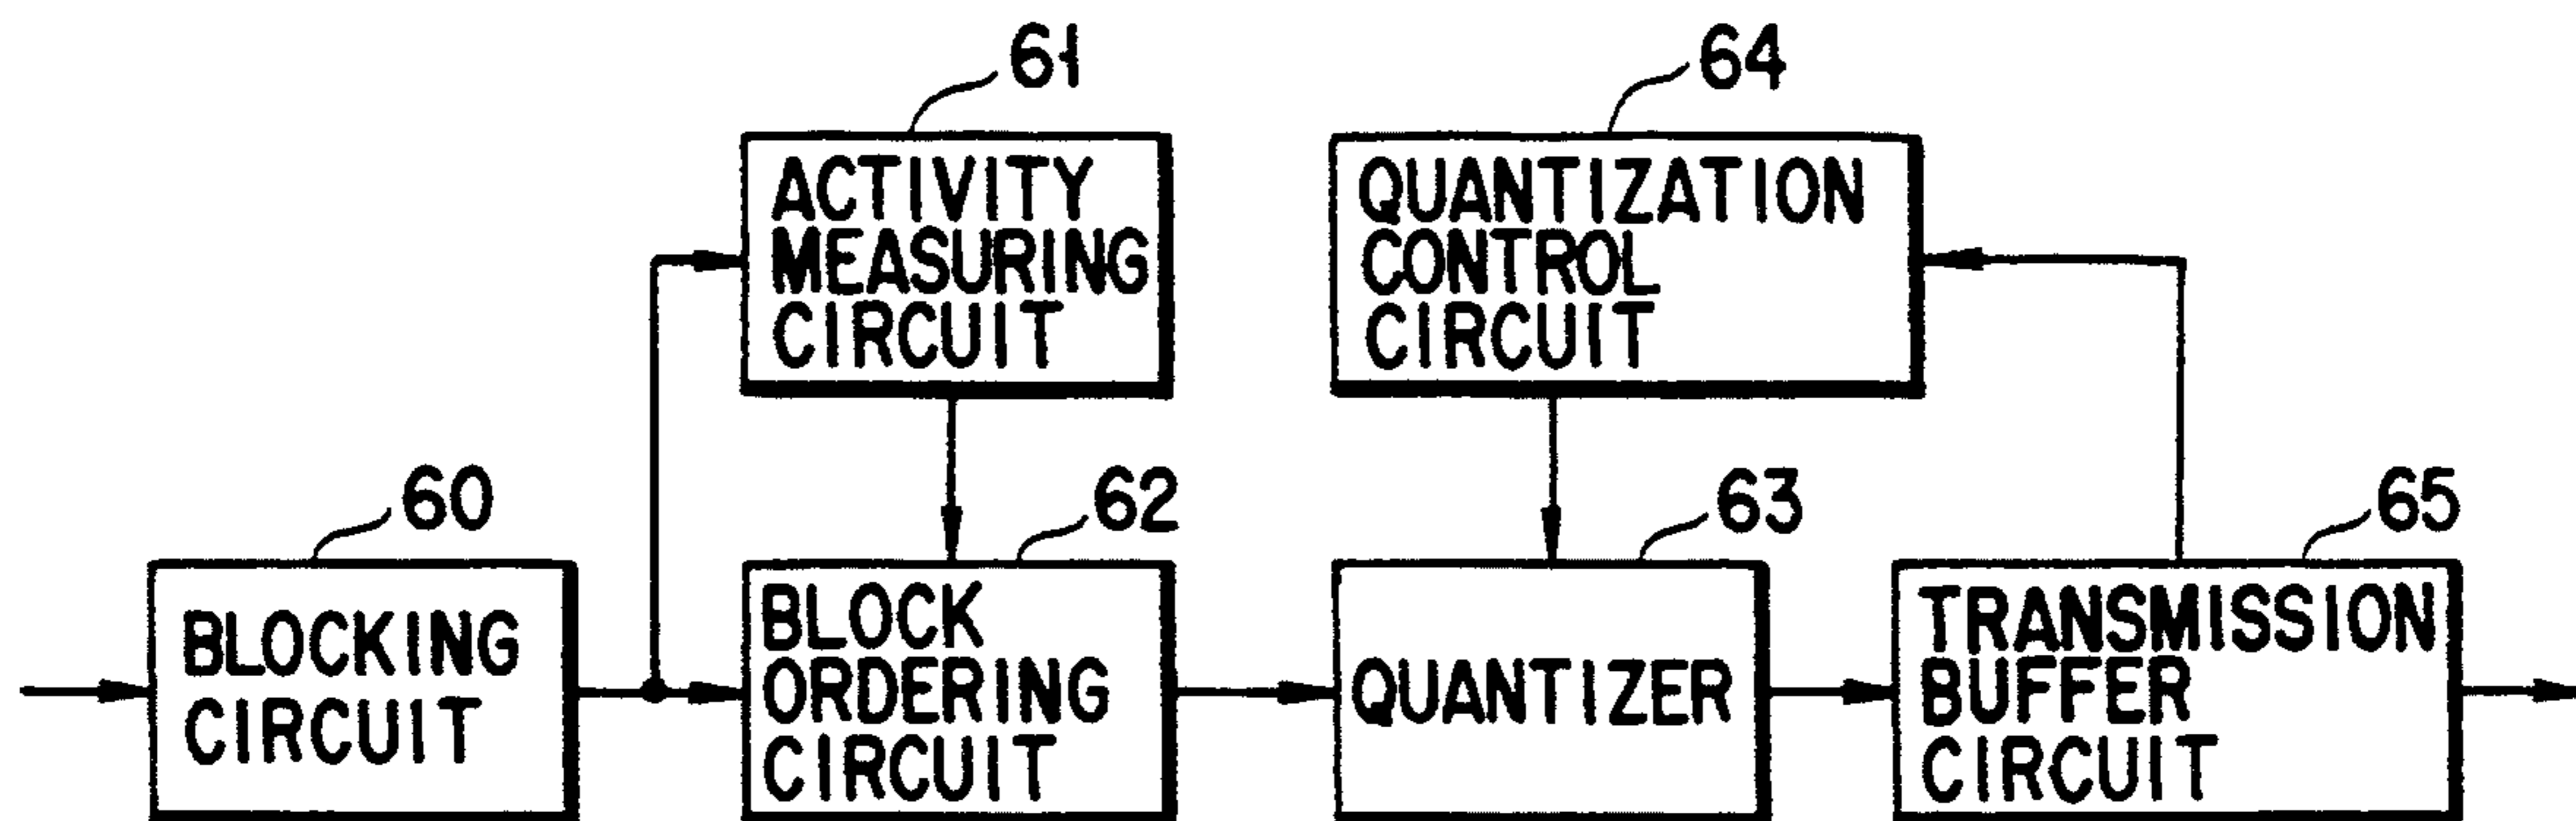 61
ACTIVITY
MEASURING
CIRCUIT
64
QUANTIZATION
CONTROL
CIRCUIT
60
BLOCKING
CIRCUIT
62
BLOCK
ORDERING
CIRCUIT
63
QUANTIZER
65
TRANSMISSION
BUFFER
CIRCUIT